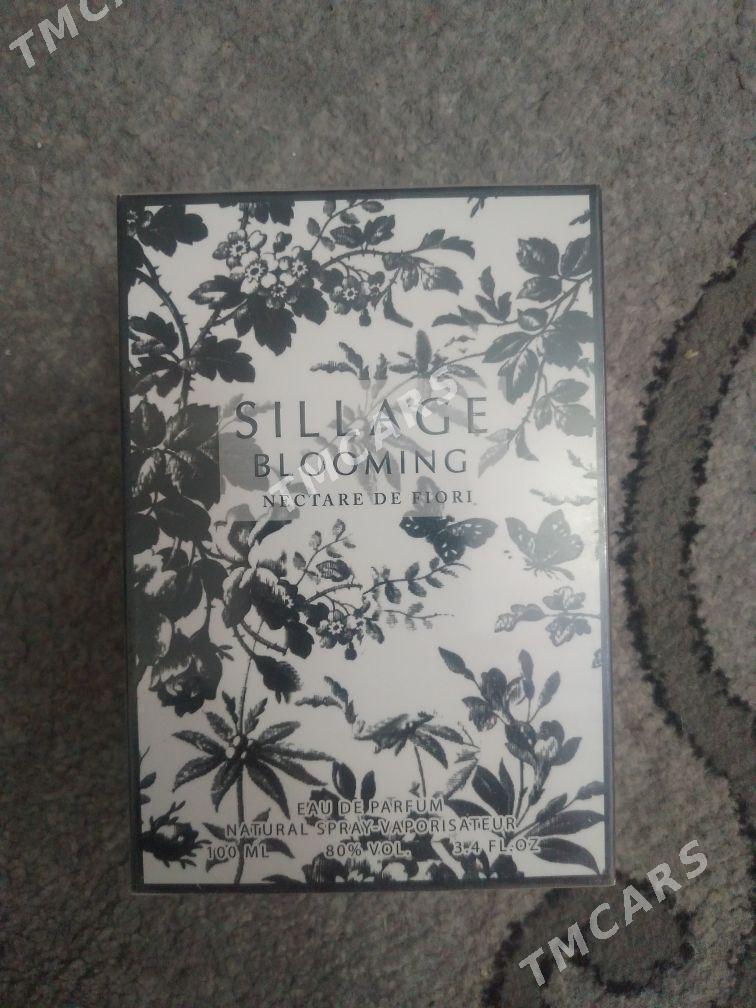 TMCARS
SILLAGE
BLOOMING
NECTARE DE FIORI
TMCARS
EAU DE PARFUM
NATURAL SPRAY-VAPORISATEUR
100 ML 80% VOL. 3.4 FL.OZ
TMCARS